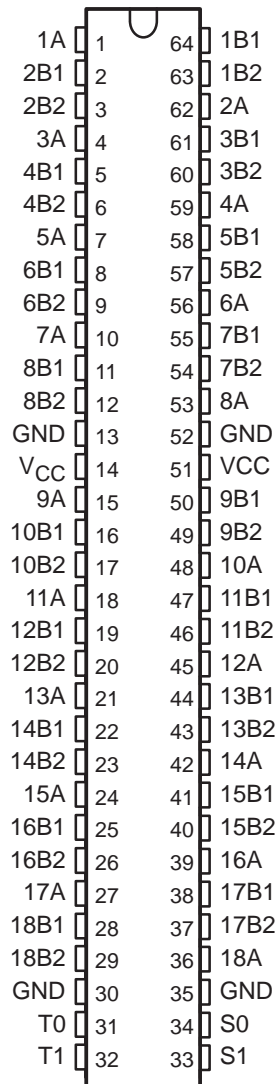 1A 1 64 1B1
2B1 2 63 1B2
2B2 3 62 2A
3A 4 61 3B1
4B1 5 60 3B2
4B2 6 59 4A
5A 7 58 5B1
6B1 8 57 5B2
6B2 9 56 6A
7A 10 55 7B1
8B1 11 54 7B2
8B2 12 53 8A
GND 13 52 GND
VCC 14 51 VCC
9A 15 50 9B1
10B1 16 49 9B2
10B2 17 48 10A
11A 18 47 11B1
12B1 19 46 11B2
12B2 20 45 12A
13A 21 44 13B1
14B1 22 43 13B2
14B2 23 42 14A
15A 24 41 15B1
16B1 25 40 15B2
16B2 26 39 16A
17A 27 38 17B1
18B1 28 37 17B2
18B2 29 36 18A
GND 30 35 GND
T0 31 34 S0
T1 32 33 S1